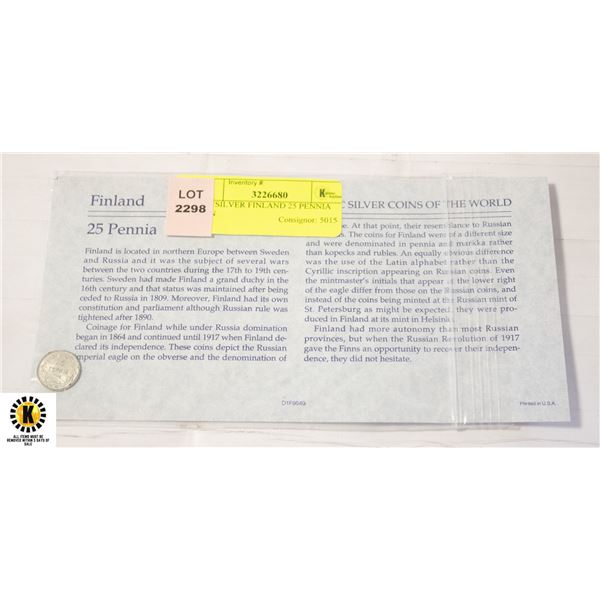 Finland
LOT
2298
Inventory #:
3226680
SILVER FINLAND 25 PENNIA
Consignor: 5015
SILVER COINS OF THE WORLD
25 Pennia
Finland is located in northern Europe between Sweden
and Russia and it was the subject of several wars
between the two countries during the 17th to 19th cen-
turies. Sweden had made Finland a grand duchy in the
16th century and that status was maintained after being
ceded to Russia in 1809. Moreover, Finland had its own
constitution and parliament although Russian rule was
tightened after 1890.
Coinage for Finland while under Russia domination
began in 1864 and continued until 1917 when Finland de-
clared its independence. These coins depict the Russian
imperial eagle on the obverse and the denomination of
At that point, their resemblance to Russian
The coins for Finland were of a different size
and were denominated in pennia and markka rather
than kopecks and rubles. An equally obvious difference
was the use of the Latin alphabet rather than the
Cyrillic inscription appearing on Russian coins. Even
the mintmaster's initials that appear at the lower right
of the eagle differ from those on the Russian coins, and
instead of the coins being minted at the Russian mint of
St. Petersburg as might be expected, they were pro-
duced in Finland at its mint in Helsinki.
Finland had more autonomy than most Russian
provinces, but when the Russian Revolution of 1917
gave the Finns an opportunity to recover their indepen-
dence, they did not hesitate.
Printed in U.S.A.
K
ALL ITEMS MUST BE
REMOVED WITHIN 3 DAYS OF
SALE